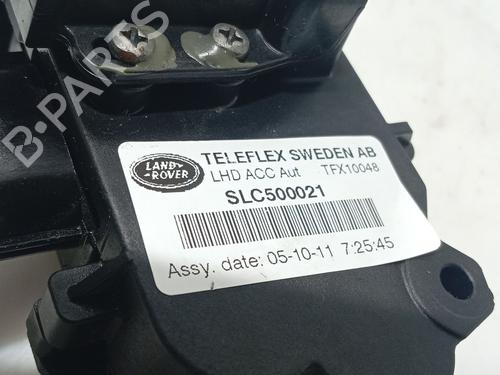 B-PARTS
LAND-
ROVER
TELEFLEX SWEDEN AB
LHD ACC Aut TFX10048
SLC500021
Assy. date: 05-10-11 7:25:45